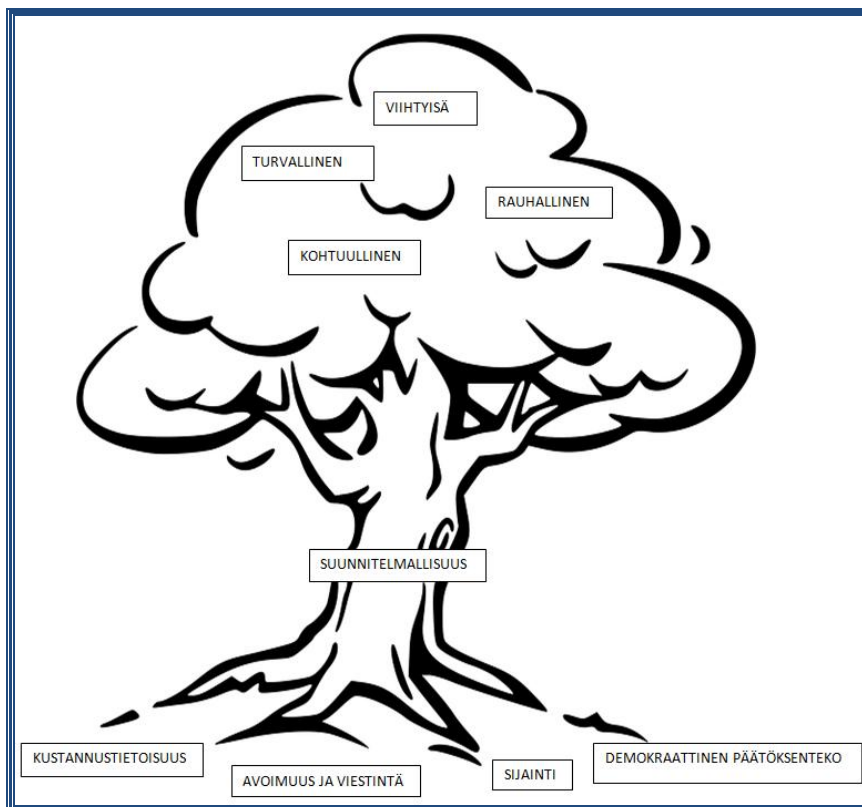 VIIHTYISÄ
TURVALLINEN
RAUHALLINEN
KOHTUULLINEN
SUUNNITELMALLISUUS
KUSTANNUSTIETOISUUS
AVOIMUUS JA VIESTINTÄ
SIJAINTI
DEMOKRAATTINEN PÄÄTÖKSENTEKO